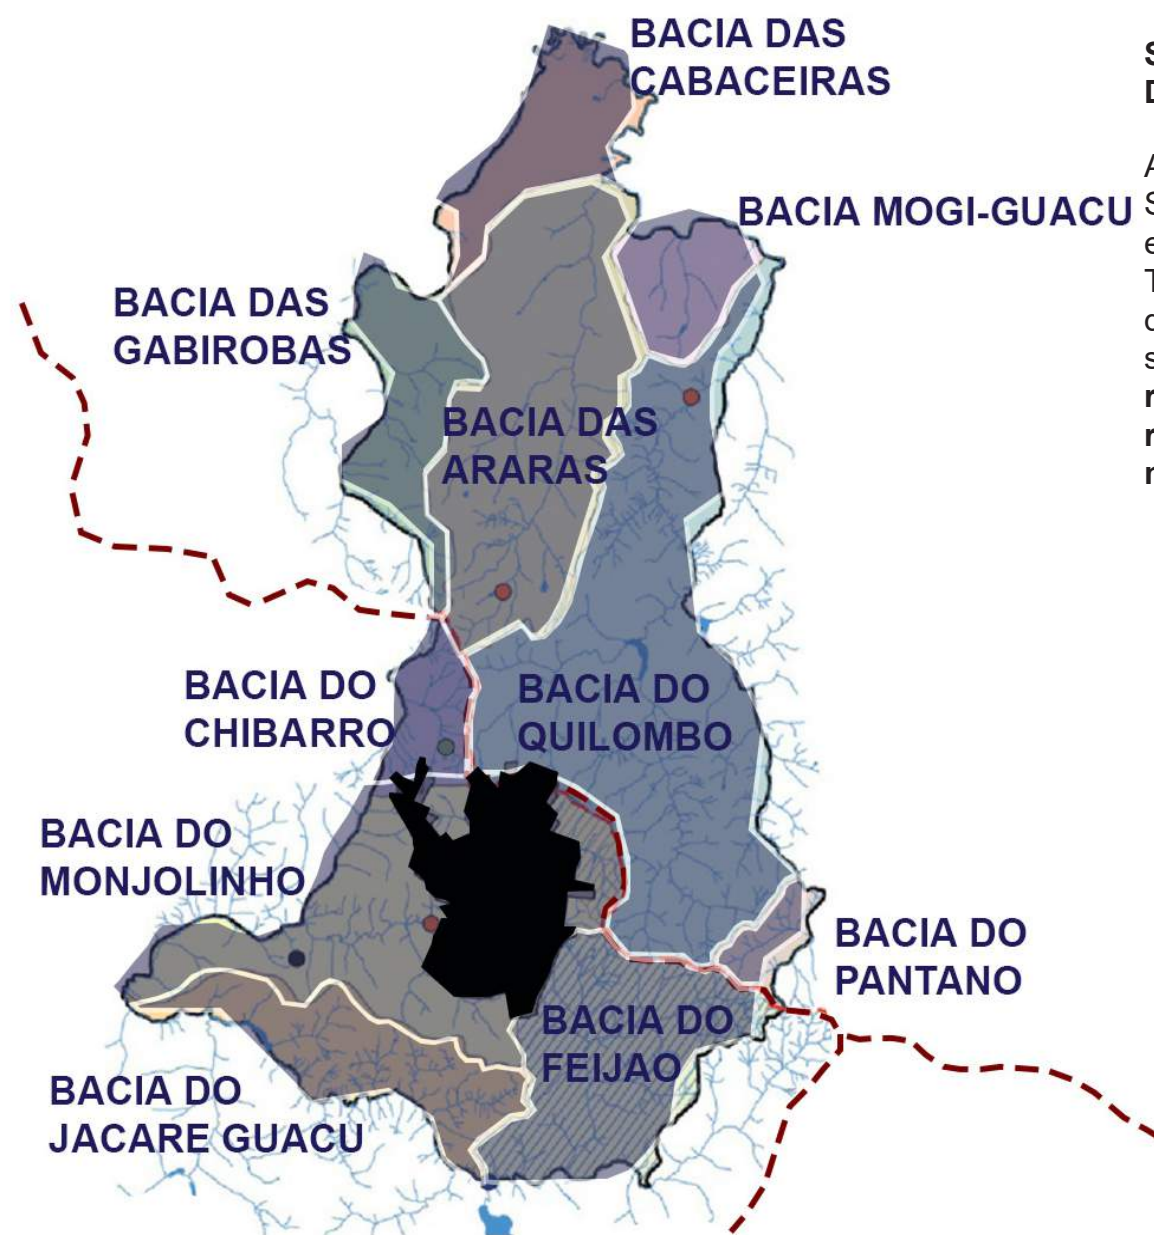 BACIA DAS
CABACEIRAS
BACIA MOGI-GUACU
BACIA DAS
GABIROBAS
BACIA DAS
ARARAS
BACIA DO
CHIBARRO
BACIA DO
QUILOMBO
BACIA DO
MONJOLINHO
BACIA DO
PANTANO
BACIA DO
FEIJAO
BACIA DO
JACARE GUACU